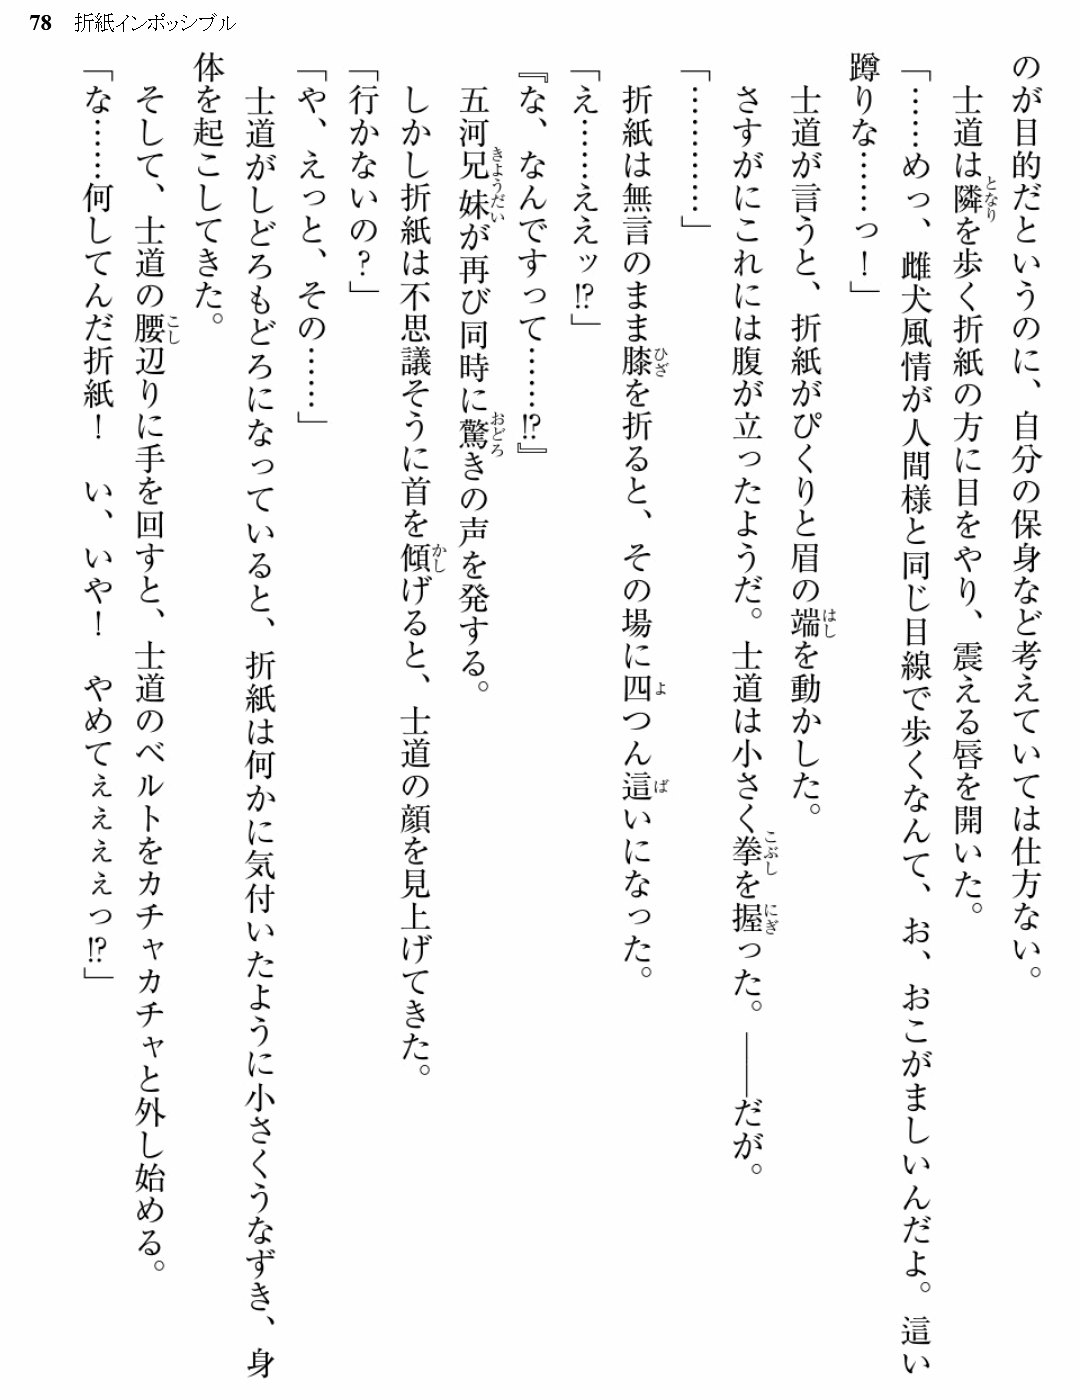 78 折紙インポッシブル
のが目的だというのに、自分の保身など考えていては仕方ない。
　士道は隣を歩く折紙の方に目をやり、震える唇を開いた。
「……めっ、雌犬風情が人間様と同じ目線で歩くなんて、お、おこがましいんだよ。這い
蹲りな……っ！」
　士道が言うと、折紙がぴくりと眉の端を動かした。
　さすがにこれには腹が立ったようだ。士道は小さく拳を握った。――だが。
「…………」
　折紙は無言のまま膝を折ると、その場に四つん這いになった。
「え……ええッ!?」
『な、なんですって……!?』
　五河兄妹が再び同時に驚きの声を発する。
　しかし折紙は不思議そうに首を傾げると、士道の顔を見上げてきた。
「行かないの？」
「や、えっと、その……」
　士道がしどろもどろになっていると、折紙は何かに気付いたように小さくうなずき、身
体を起こしてきた。
　そして、士道の腰辺りに手を回すと、士道のベルトをカチャカチャと外し始める。
「な……何してんだ折紙！　い、いや！　やめてぇぇぇぇっ!?」